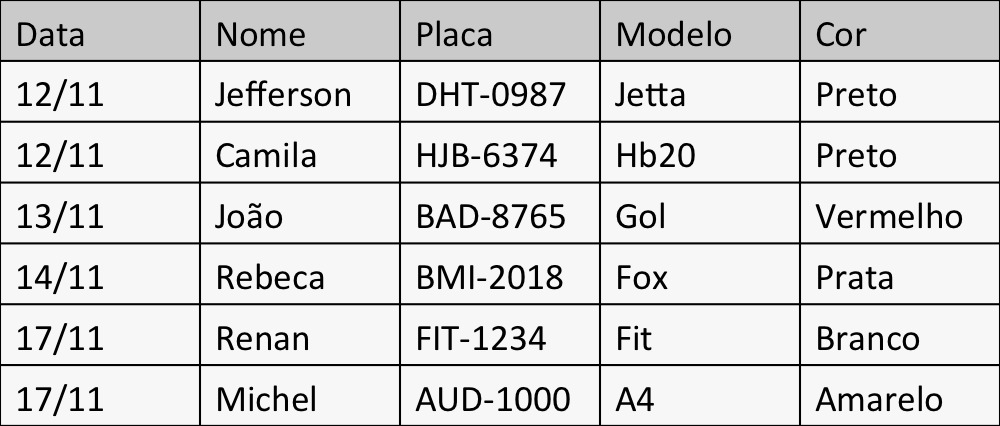 Data Nome Placa Modelo Cor
12/11 Jefferson DHT-0987 Jetta Preto
12/11 Camila HJB-6374 Hb20 Preto
13/11 João BAD-8765 Gol Vermelho
14/11 Rebeca BMI-2018 Fox Prata
17/11 Renan FIT-1234 Fit Branco
17/11 Michel AUD-1000 A4 Amarelo